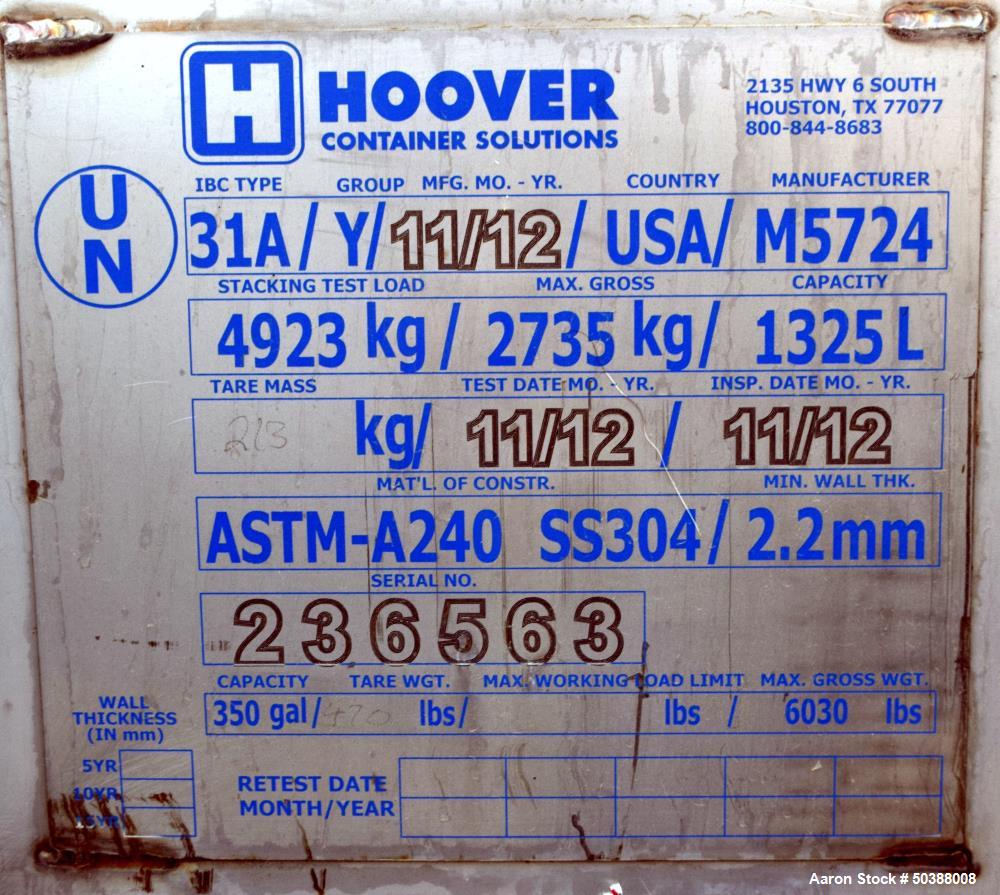 H HOOVER
CONTAINER SOLUTIONS
2135 HWY 6 SOUTH
HOUSTON, TX 77077
800-844-8683
UN
IBC TYPE GROUP MFG. MO. - YR. COUNTRY MANUFACTURER
31A / Y / 11/12 / USA / M5724
STACKING TEST LOAD MAX. GROSS CAPACITY
4923 kg / 2735 kg / 1325 L
TARE MASS TEST DATE MO. - YR. INSP. DATE MO. - YR.
213 kg / 11/12 / 11/12
MAT'L. OF CONSTR. MIN. WALL THK.
ASTM-A240 SS304 / 2.2mm
SERIAL NO.
236563
CAPACITY TARE WGT. MAX. WORKING LOAD LIMIT MAX. GROSS WGT.
350 gal / 470 lbs / lbs / 6030 lbs
WALL
THICKNESS
(IN mm)
5YR
10YR
15YR
RETEST DATE
MONTH/YEAR
Aaron Stock # 50388008